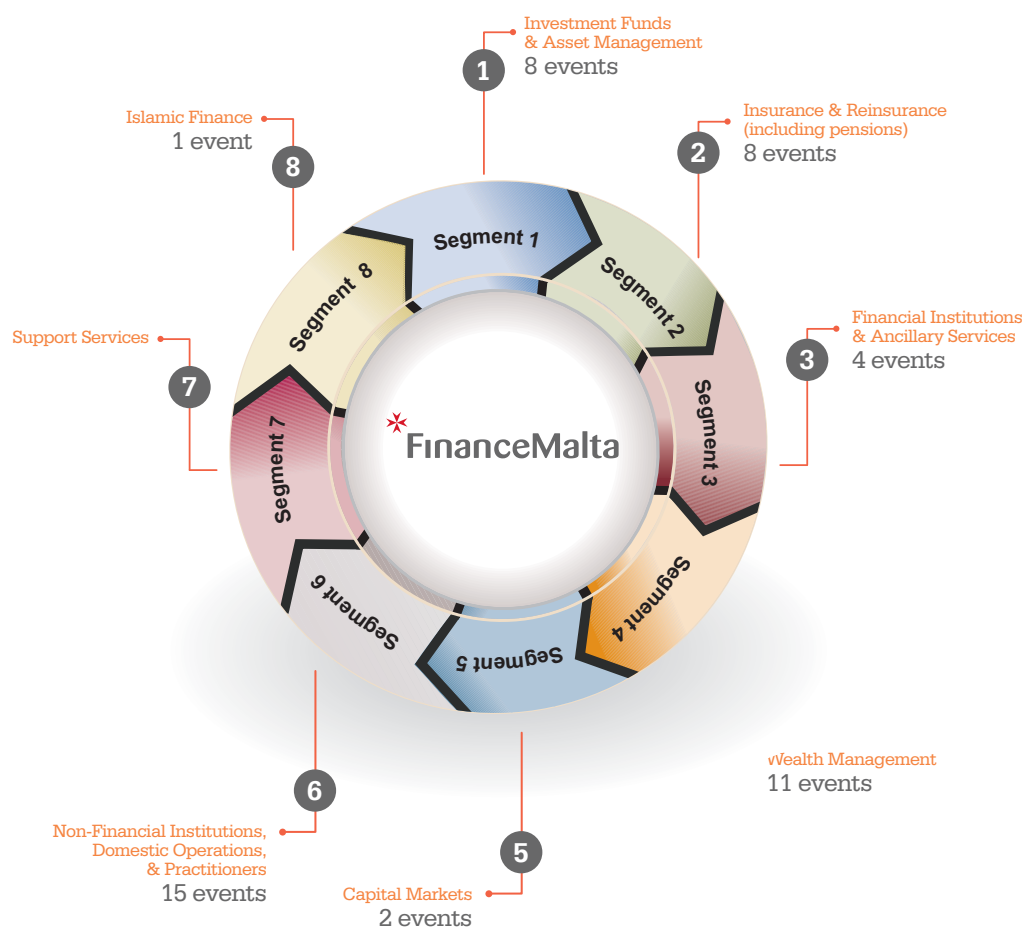 Investment Funds
& Asset Management
8 events
1
Insurance & Reinsurance
(including pensions)
8 events
2
Islamic Finance
1 event
8
Financial Institutions
& Ancillary Services
4 events
3
Support Services
7
Segment 1
Segment 2
Segment 3
Segment 4
Segment 5
Segment 6
Segment 7
Segment 8
FinanceMalta
Wealth Management
11 events
6
Non-Financial Institutions,
Domestic Operations,
& Practitioners
15 events
5
Capital Markets
2 events